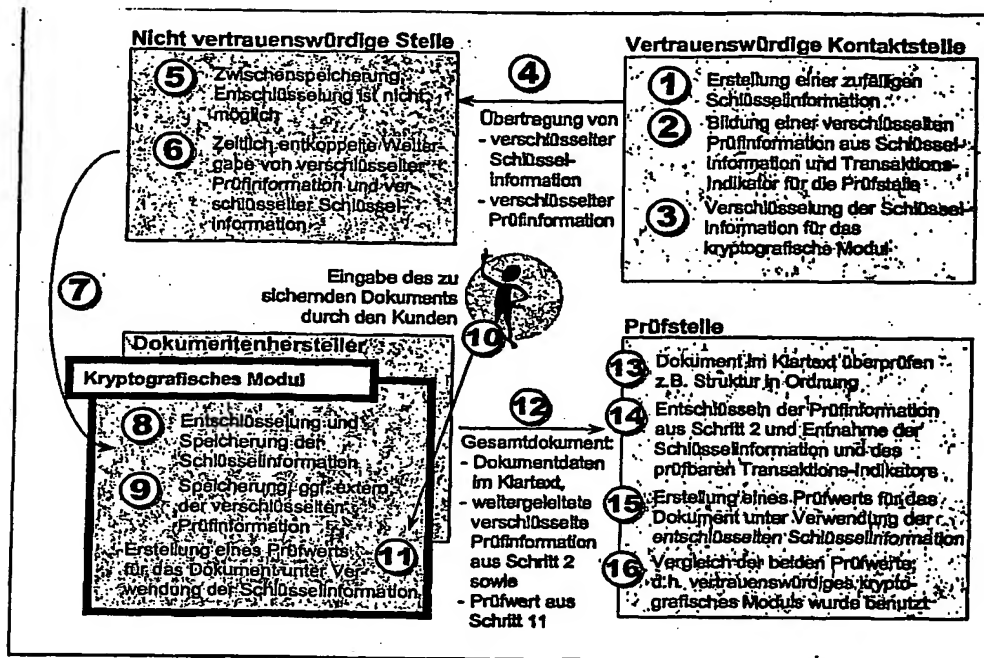 Nicht vertrauenswürdige Stelle
5
Zwischenspeicherung,
Entschlüsselung ist nicht
möglich
6
Zeitlich entkoppelte Weiter-
gabe von verschlüsselter
Prüfinformation und ver-
schlüsselter Schlüssel-
information
4
Übertragung von
- verschlüsselter
Schlüssel-
information
- verschlüsselter
Prüfinformation
Vertrauenswürdige Kontaktstelle
1
Erstellung einer zufälligen
Schlüsselinformation
2
Bildung einer verschlüsselten
Prüfinformation aus Schlüssel-
information und Transaktions-
Indikator für die Prüfstelle
3
Verschlüsselung der Schlüssel-
information für das
kryptografische Modul
7
Eingabe des zu
sichernden Dokuments
durch den Kunden
10
Dokumentenhersteller
Kryptografisches Modul
8
Entschlüsselung und
Speicherung der
Schlüsselinformation
9
Speicherung, ggf. extern
der verschlüsselten
Prüfinformation
11
Erstellung eines Prüfwerts
für das Dokument unter Ver-
wendung der Schlüsselinformation
12
Gesamtdokument:
- Dokumentdaten
im Klartext,
- weitergeleitete
verschlüsselte
Prüfinformation
aus Schritt 2
sowie
- Prüfwert aus
Schritt 11
Prüfstelle
13
Dokument im Klartext überprüfen
z.B. Struktur in Ordnung
14
Entschlüsseln der Prüfinformation
aus Schritt 2 und Entnahme der
Schlüsselinformation und des
prüfbaren Transaktions-Indikators
15
Erstellung eines Prüfwerts für das
Dokument unter Verwendung der
entschlüsselten Schlüsselinformation
16
Vergleich der beiden Prüfwerte,
d.h. vertrauenswürdiges krypto-
grafisches Moduls wurde benutzt